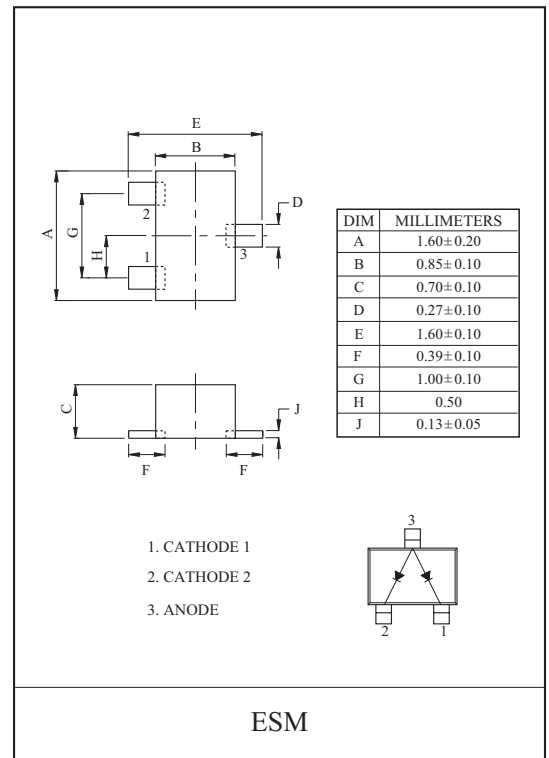 E
B
D
A
G
H
2
1
3
C
J
F
F
DIM MILLIMETERS
A 1.60±0.20
B 0.85±0.10
C 0.70±0.10
D 0.27±0.10
E 1.60±0.10
F 0.39±0.10
G 1.00±0.10
H 0.50
J 0.13±0.05
1. CATHODE 1
2. CATHODE 2
3. ANODE
3
2
1
ESM